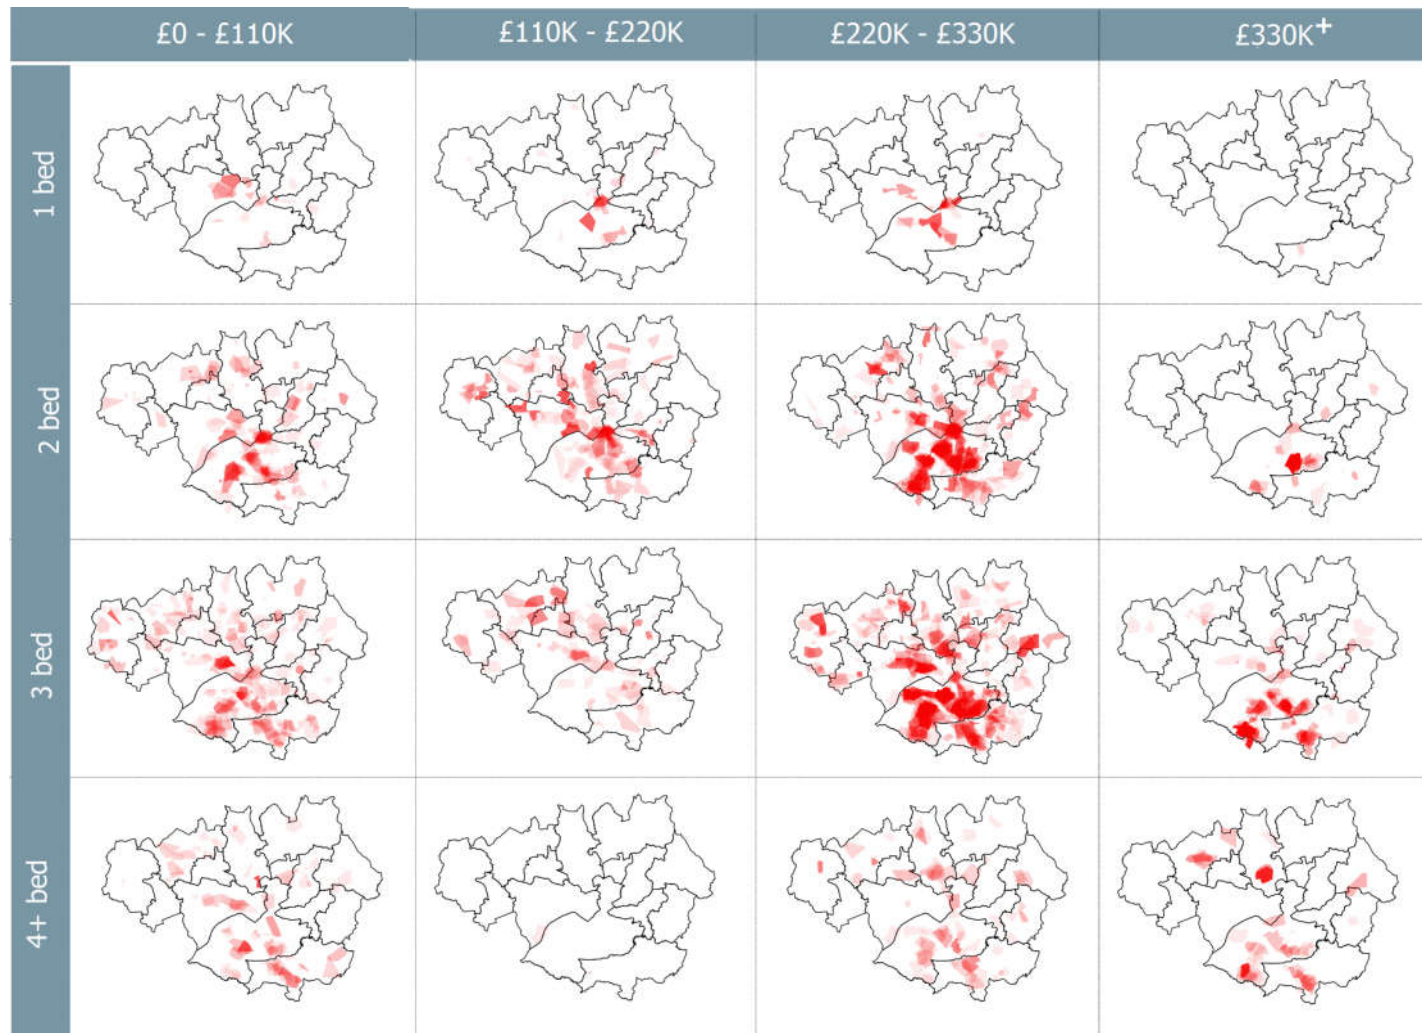 £0 - £110K
£110K - £220K
£220K - £330K
£330K+
1 bed
2 bed
3 bed
4+ bed